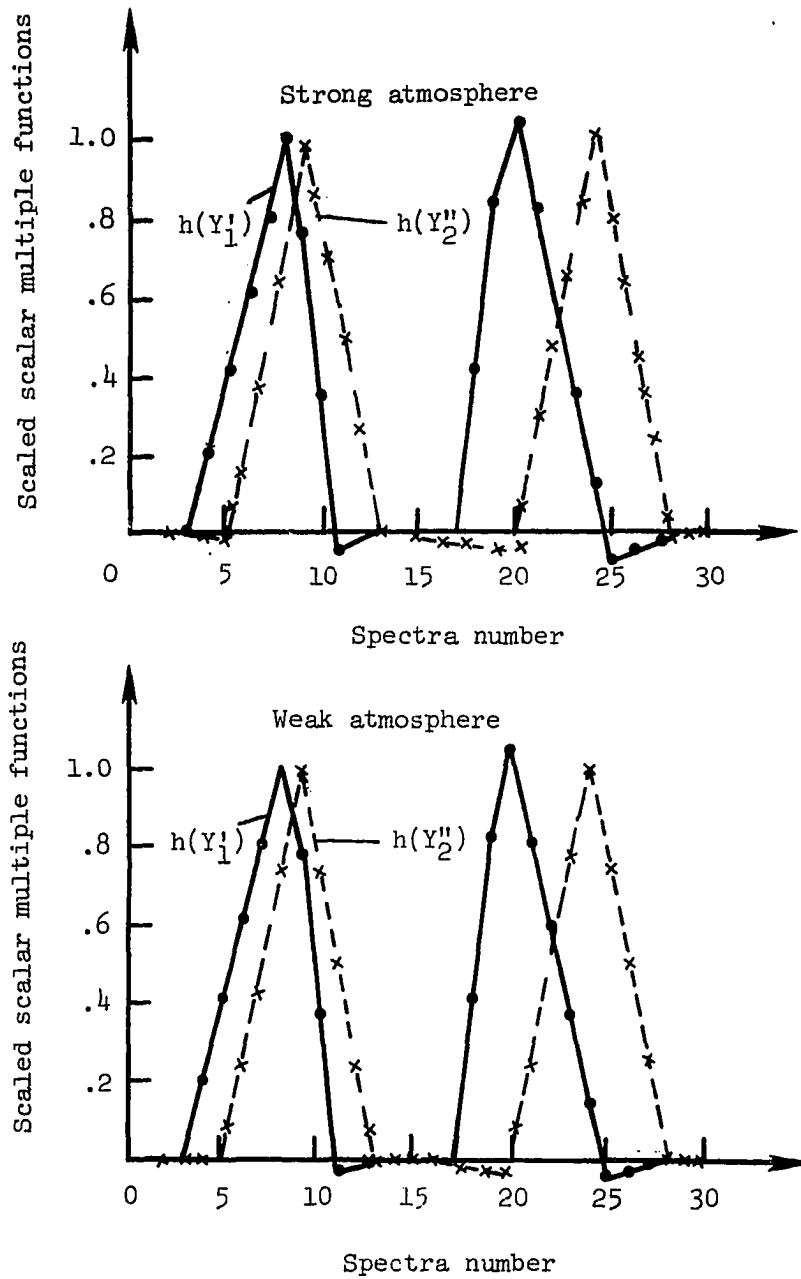 Scaled scalar multiple functions
Strong atmosphere
1.0
.8
.6
.4
.2
h(Y'₁)
h(Y''₂)
0 5 10 15 20 25 30
Spectra number
Scaled scalar multiple functions
Weak atmosphere
1.0
.8
.6
.4
.2
h(Y'₁)
h(Y''₂)
0 5 10 15 20 25 30
Spectra number